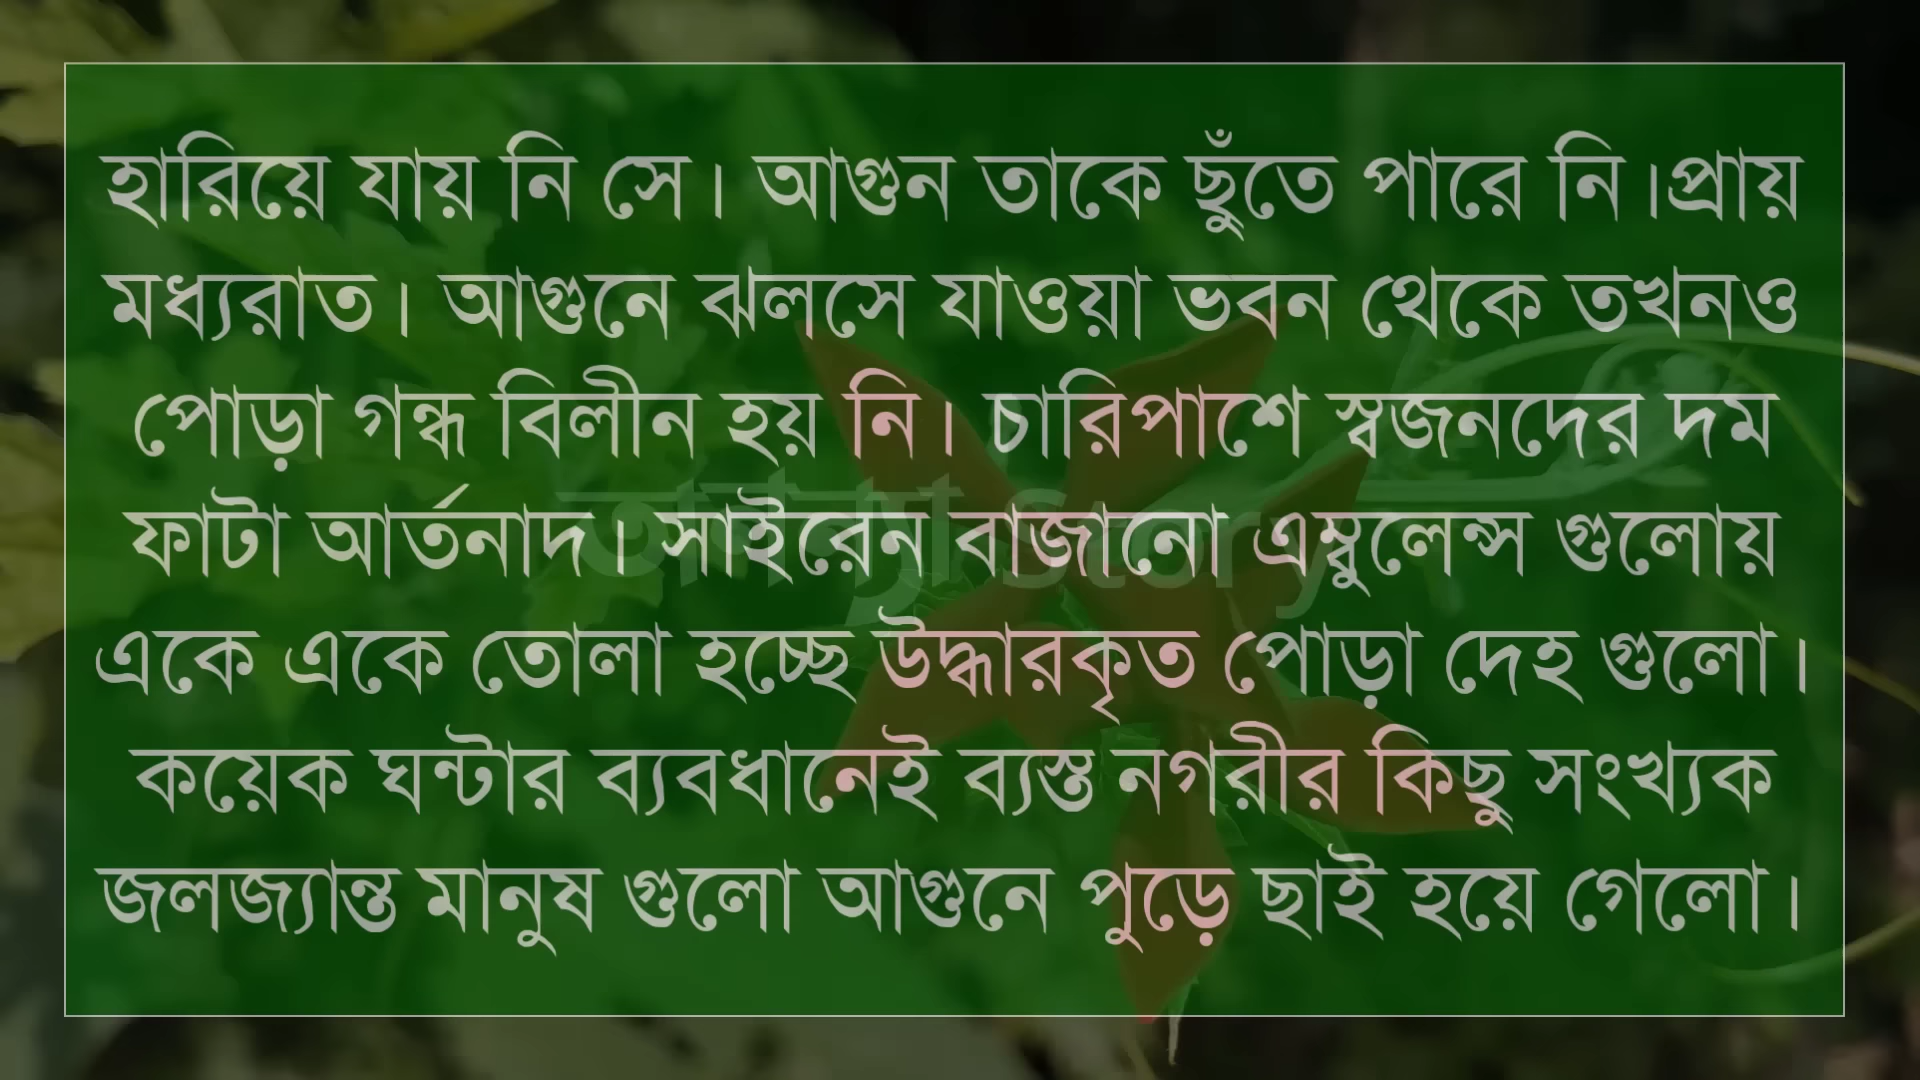 হারিয়ে যায় নি সে। আগুন তাকে ছুঁতে পারে নি।প্রায়
মধ্যরাত। আগুনে ঝলসে যাওয়া ভবন থেকে তখনও
পোড়া গন্ধ বিলীন হয় নি। চারিপাশে স্বজনদের দম
ফাটা আর্তনাদ। সাইরেন বাজানো এম্বুলেন্স গুলোয়
একে একে তোলা হচ্ছে উদ্ধারকৃত পোড়া দেহ গুলো।
কয়েক ঘন্টার ব্যবধানেই ব্যস্ত নগরীর কিছু সংখ্যক
জলজ্যান্ত মানুষ গুলো আগুনে পুড়ে ছাই হয়ে গেলো।
Story